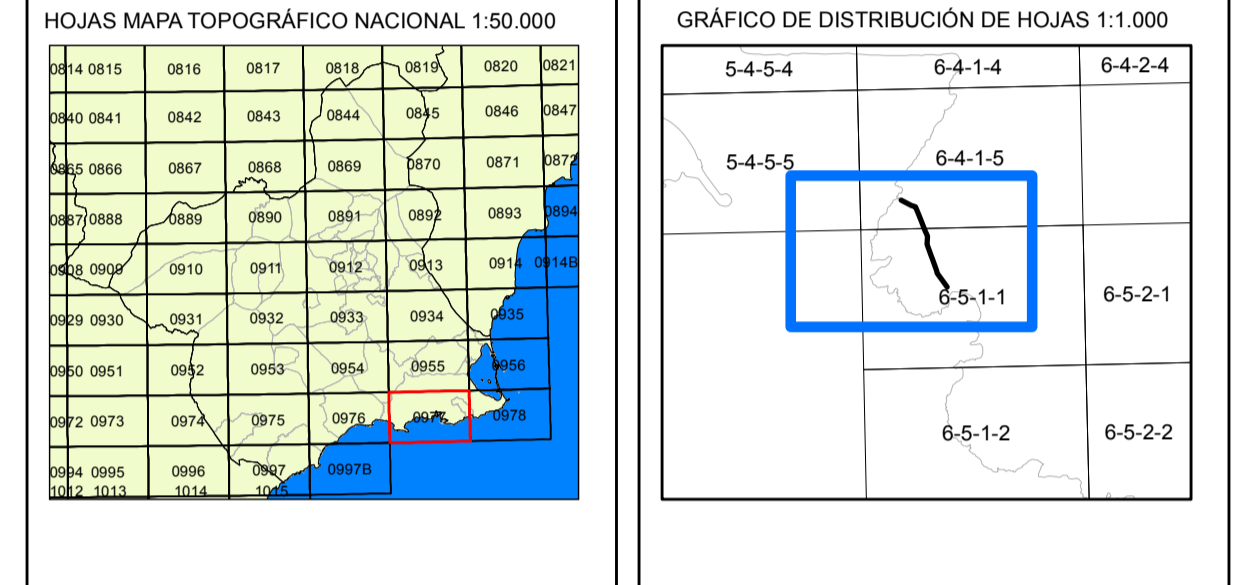 HOJAS MAPA TOPOGRÁFICO NACIONAL 1:50.000
0814 0815 0816 0817 0818 0819 0820 0821
0840 0841 0842 0843 0844 0845 0846 0847
0865 0866 0867 0868 0869 0870 0871 0872
0887 0888 0889 0890 0891 0892 0893 0894
0908 0909 0910 0911 0912 0913 0914 0914B
0929 0930 0931 0932 0933 0934 0935
0950 0951 0952 0953 0954 0955 0956
0972 0973 0974 0975 0976 0977 0978
0994 0995 0996 0997 0997B
1012 1013 1014 1015
GRÁFICO DE DISTRIBUCIÓN DE HOJAS 1:1.000
5-4-5-4 6-4-1-4 6-4-2-4
5-4-5-5 6-4-1-5
6-5-1-1 6-5-2-1
6-5-1-2 6-5-2-2